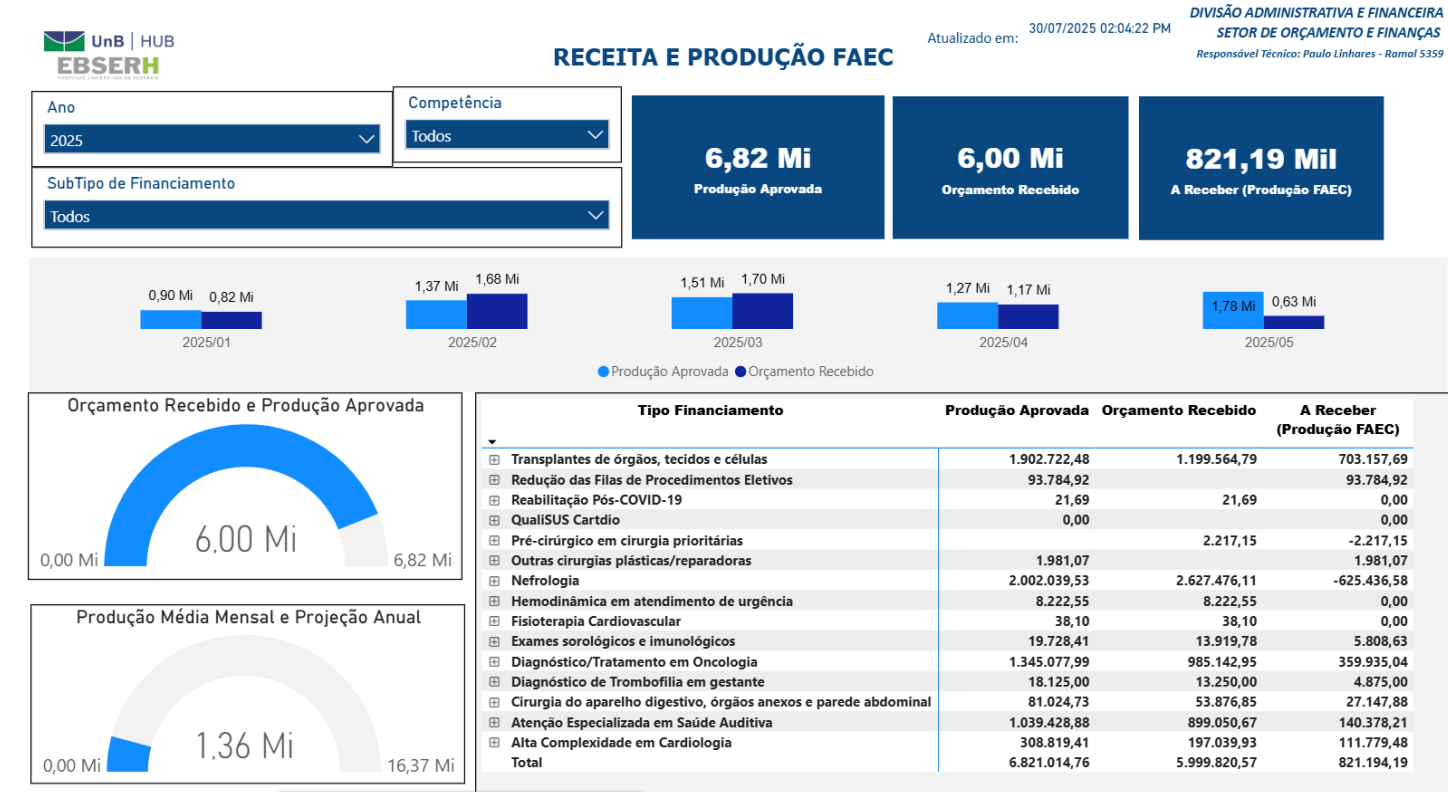 DIVISÃO ADMINISTRATIVA E FINANCEIRA
SETOR DE ORÇAMENTO E FINANÇAS
Responsável Técnico: Paulo Linhares - Ramal 5359
Atualizado em: 30/07/2025 02:04:22 PM
UnB | HUB
EBSERH
HOSPITAIS UNIVERSITÁRIOS FEDERAIS
RECEITA E PRODUÇÃO FAEC
Ano
2025
Competência
Todos
SubTipo de Financiamento
Todos
6,82 Mi
Produção Aprovada
6,00 Mi
Orçamento Recebido
821,19 Mil
A Receber (Produção FAEC)
0,90 Mi 0,82 Mi
1,37 Mi 1,68 Mi
1,51 Mi 1,70 Mi
1,27 Mi 1,17 Mi
1,78 Mi 0,63 Mi
2025/01 2025/02 2025/03 2025/04 2025/05
Produção Aprovada Orçamento Recebido
Orçamento Recebido e Produção Aprovada
6,00 Mi
0,00 Mi 6,82 Mi
Produção Média Mensal e Projeção Anual
1,36 Mi
0,00 Mi 16,37 Mi
Tipo Financiamento Produção Aprovada Orçamento Recebido A Receber
(Produção FAEC)
Transplantes de órgãos, tecidos e células 1.902.722,48 1.199.564,79 703.157,69
Redução das Filas de Procedimentos Eletivos 93.784,92 93.784,92
Reabilitação Pós-COVID-19 21,69 21,69 0,00
QualiSUS Cartdio 0,00 0,00
Pré-cirúrgico em cirurgia prioritárias 2.217,15 -2.217,15
Outras cirurgias plásticas/reparadoras 1.981,07 1.981,07
Nefrologia 2.002.039,53 2.627.476,11 -625.436,58
Hemodinâmica em atendimento de urgência 8.222,55 8.222,55 0,00
Fisioterapia Cardiovascular 38,10 38,10 0,00
Exames sorológicos e imunológicos 19.728,41 13.919,78 5.808,63
Diagnóstico/Tratamento em Oncologia 1.345.077,99 985.142,95 359.935,04
Diagnóstico de Trombofilia em gestante 18.125,00 13.250,00 4.875,00
Cirurgia do aparelho digestivo, órgãos anexos e parede abdominal 81.024,73 53.876,85 27.147,88
Atenção Especializada em Saúde Auditiva 1.039.428,88 899.050,67 140.378,21
Alta Complexidade em Cardiologia 308.819,41 197.039,93 111.779,48
Total 6.821.014,76 5.999.820,57 821.194,19